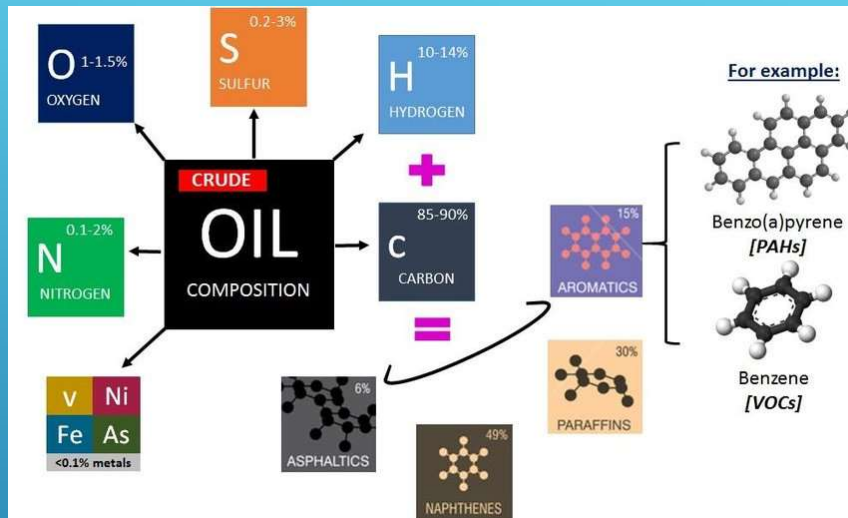 O 1-1.5%
OXYGEN
0.2-3%
S
SULFUR
10-14%
H
HYDROGEN
For example:
CRUDE
OIL
COMPOSITION
0.1-2%
N
NITROGEN
85-90%
C
CARBON
15%
AROMATICS
Benzo(a)pyrene
[PAHs]
V Ni
Fe As
<0.1% metals
6%
ASPHALTICS
49%
NAPHTHENES
30%
PARAFFINS
Benzene
[VOCs]